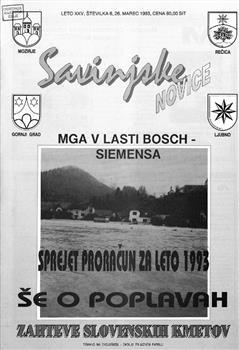 LETO XXV, ŠTEVILKA 6, 26. MAREC 1993, CENA 80,00 SIT
MOZIRJE
REČICA
Savinjske
NOVICE
GORNJI GRAD
LJUBNO
MGA V LASTI BOSCH -
SIEMENSA
SPREJET PRORAČUN ZA LETO 1993
ŠE O POPLAVAH
ZAHTEVE SLOVENSKIH KMETOV